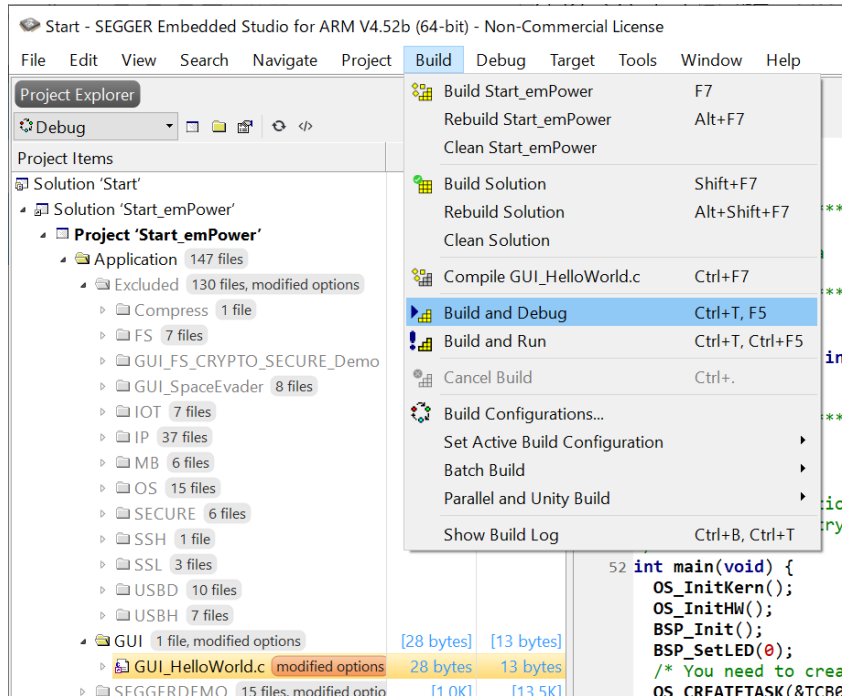 Start - SEGGER Embedded Studio for ARM V4.52b (64-bit) - Non-Commercial License
File Edit View Search Navigate Project Build Debug Target Tools Window Help
Project Explorer
Debug
Project Items
Solution 'Start'
Solution 'Start_emPower'
Project 'Start_emPower'
Application 147 files
Excluded 130 files, modified options
Compress 1 file
FS 7 files
GUI_FS_CRYPTO_SECURE_Demo
GUI_SpaceEvader 8 files
IOT 7 files
IP 37 files
MB 6 files
OS 15 files
SECURE 6 files
SSH 1 file
SSL 3 files
USBD 10 files
USBH 7 files
GUI 1 file, modified options [28 bytes] [13 bytes]
GUI_HelloWorld.c modified options 28 bytes 13 bytes
SEGGERDEMO 15 files, modified optio [1.0K] [13.5K]
Build Start_emPower F7
Rebuild Start_emPower Alt+F7
Clean Start_emPower
Build Solution Shift+F7
Rebuild Solution Alt+Shift+F7
Clean Solution
Compile GUI_HelloWorld.c Ctrl+F7
Build and Debug Ctrl+T, F5
Build and Run Ctrl+T, Ctrl+F5
Cancel Build Ctrl+.
Build Configurations...
Set Active Build Configuration
Batch Build
Parallel and Unity Build
Show Build Log Ctrl+B, Ctrl+T
**
**
in
**
52 int main(void) {
OS_InitKern();
OS_InitHW();
BSP_Init();
BSP_SetLED(0);
/* You need to crea
OS_CREATETASK(&TCB0